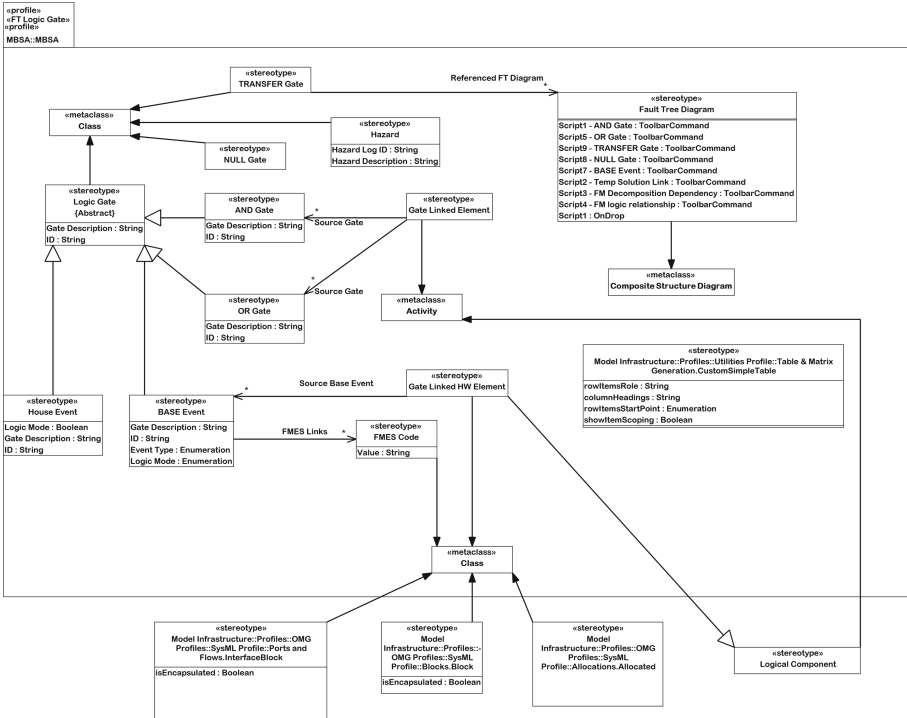 «profile»
«FT Logic Gate»
«profile»
MBSA::MBSA
«stereotype»
TRANSFER Gate
Referenced FT Diagram
*
«stereotype»
Fault Tree Diagram
Script1 - AND Gate : ToolbarCommand
Script5 - OR Gate : ToolbarCommand
Script9 - TRANSFER Gate : ToolbarCommand
Script8 - NULL Gate : ToolbarCommand
Script7 - BASE Event : ToolbarCommand
Script2 - Temp Solution Link : ToolbarCommand
Script3 - FM Decomposition Dependency : ToolbarCommand
Script4 - FM logic relationship : ToolbarCommand
Script1 : OnDrop
«metaclass»
Class
«stereotype»
Hazard
Hazard Log ID : String
Hazard Description : String
«stereotype»
NULL Gate
«stereotype»
Logic Gate
{Abstract}
Gate Description : String
ID : String
«stereotype»
AND Gate
Gate Description : String
ID : String
*
Source Gate
«stereotype»
Gate Linked Element
*
Source Gate
«stereotype»
OR Gate
Gate Description : String
ID : String
«metaclass»
Activity
«metaclass»
Composite Structure Diagram
«stereotype»
Model Infrastructure::Profiles::Utilities Profile::Table & Matrix
Generation.CustomSimpleTable
rowItemsRole : String
columnHeadings : String
rowItemsStartPoint : Enumeration
showItemScoping : Boolean
«stereotype»
House Event
Logic Mode : Boolean
Gate Description : String
ID : String
«stereotype»
BASE Event
Gate Description : String
ID : String
Event Type : Enumeration
Logic Mode : Enumeration
*
Source Base Event
«stereotype»
Gate Linked HW Element
FMES Links
*
«stereotype»
FMES Code
Value : String
«metaclass»
Class
«stereotype»
Model Infrastructure::Profiles::OMG
Profiles::SysML Profile::Ports and
Flows.InterfaceBlock
isEncapsulated : Boolean
«stereotype»
Model
Infrastructure::Profiles::-
OMG Profiles::SysML
Profile::Blocks.Block
isEncapsulated : Boolean
«stereotype»
Model
Infrastructure::Profiles::OMG
Profiles::SysML
Profile::Allocations.Allocated
«stereotype»
Logical Component